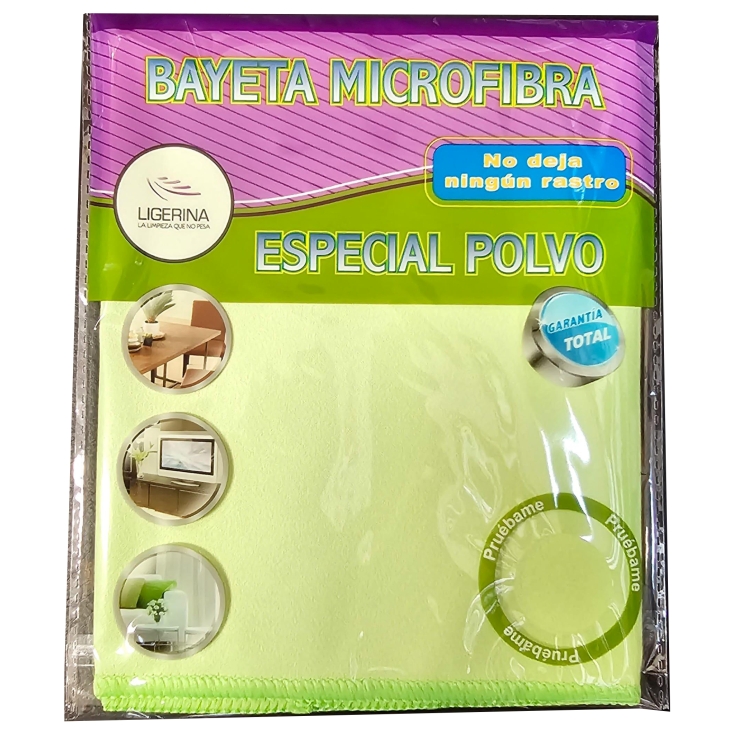 BAYETA MICROFIBRA
No deja
ningún rastro
LIGERINA
LA LIMPIEZA QUE NO PESA
ESPECIAL POLVO
GARANTÍA
TOTAL
Pruébame
Pruébame
Pruébame